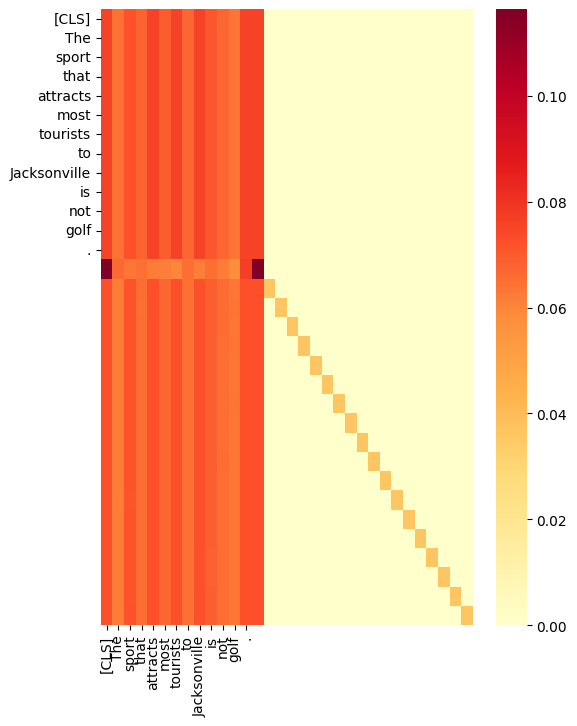 [CLS]
The
sport
that
attracts
most
tourists
to
Jacksonville
is
not
golf
.
0.10
0.08
0.06
0.04
0.02
0.00
[CLS]
The
sport
that
attracts
most
tourists
to
Jacksonville
is
not
golf
.